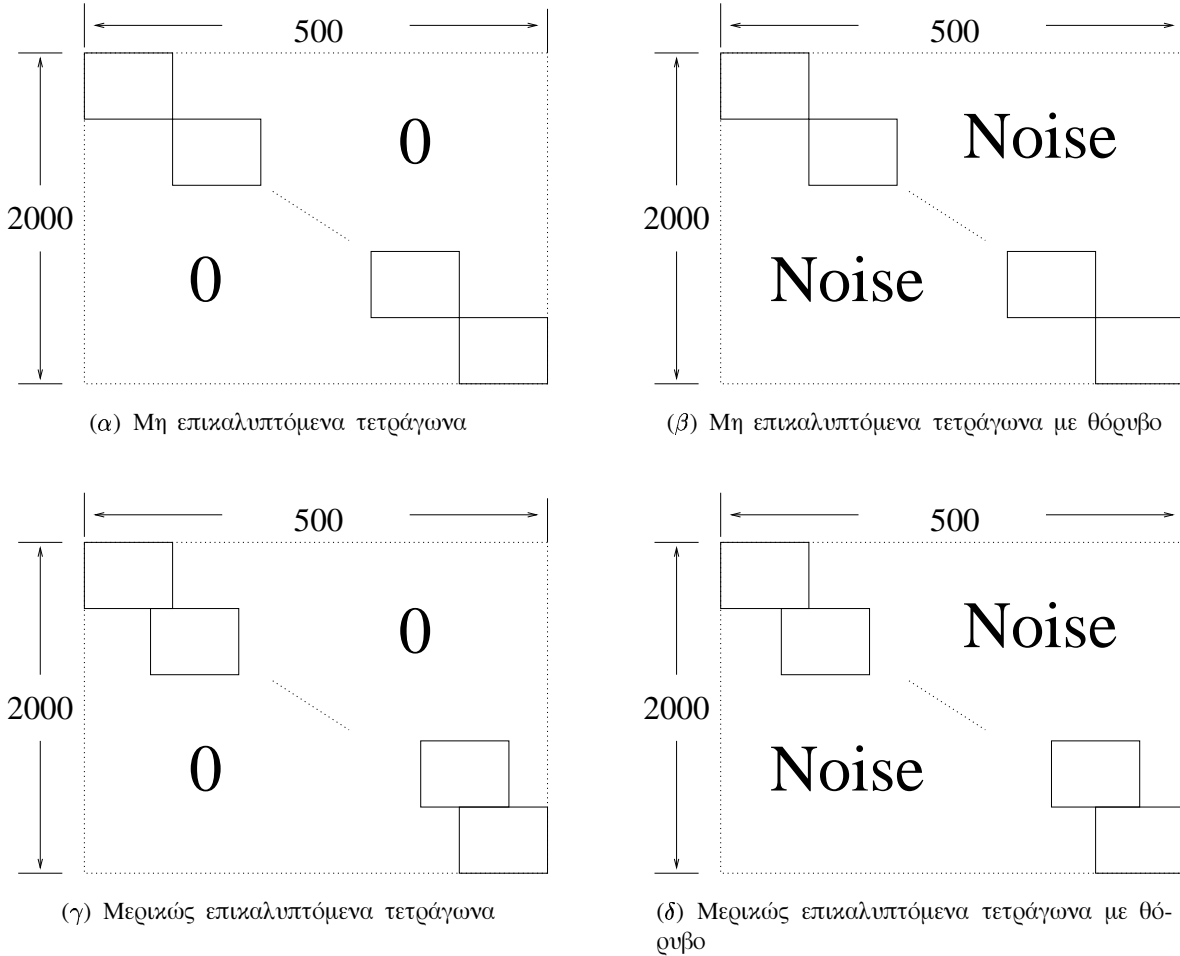 500
500
0
Noise
2000
2000
0
Noise
(α) Μη επικαλυπτόμενα τετράγωνα
(β) Μη επικαλυπτόμενα τετράγωνα με θόρυβο
500
500
0
Noise
2000
2000
0
Noise
(γ) Μερικώς επικαλυπτόμενα τετράγωνα
(δ) Μερικώς επικαλυπτόμενα τετράγωνα με θό-
ρυβο